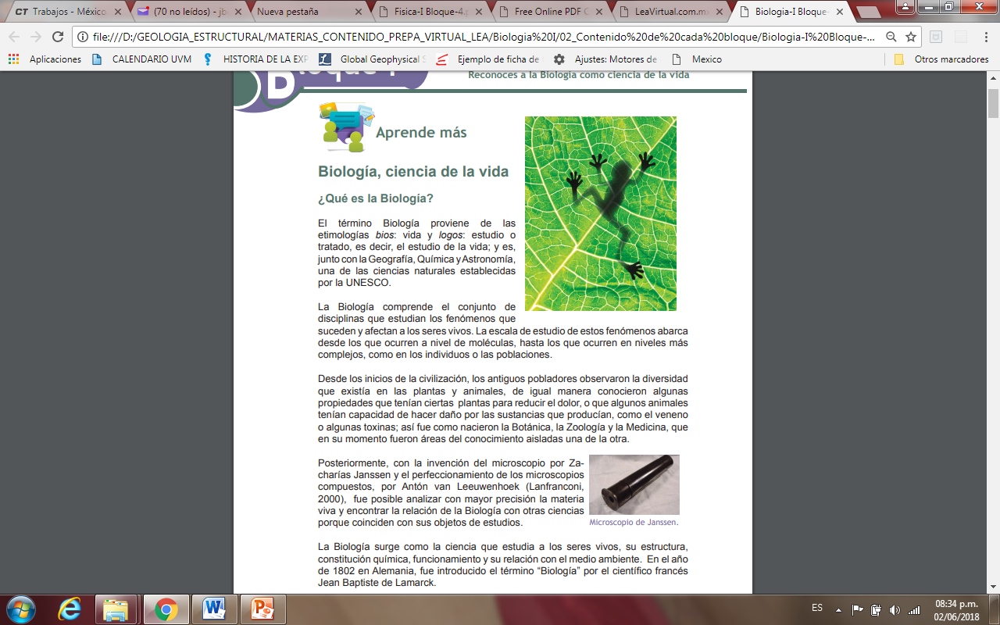 Trabajos - México
(70 no leídos) - jb
Nueva pestaña
Fisica-I Bloque-4.p
Free Online PDF C
LeaVirtual.com.mx
Biologia-I Bloque-
file:///D:/GEOLOGIA_ESTRUCTURAL/MATERIAS_CONTENIDO_PREPA_VIRTUAL_LEA/Biologia%20I/02_Contenido%20de%20cada%20bloque/Biologia-I%20Bloque-...
Aplicaciones
CALENDARIO UVM
HISTORIA DE LA EXP
Global Geophysical S
Ejemplo de ficha de
Ajustes: Motores de
Mexico
Otros marcadores
Reconoces a la Biología como ciencia de la vida
Aprende más
Biología, ciencia de la vida
¿Qué es la Biología?
El término Biología proviene de las
etimologías bios: vida y logos: estudio o
tratado, es decir, el estudio de la vida; y es,
junto con la Geografía, Química y Astronomía,
una de las ciencias naturales establecidas
por la UNESCO.
La Biología comprende el conjunto de
disciplinas que estudian los fenómenos que
suceden y afectan a los seres vivos. La escala de estudio de estos fenómenos abarca
desde los que ocurren a nivel de moléculas, hasta los que ocurren en niveles más
complejos, como en los individuos o las poblaciones.
Desde los inicios de la civilización, los antiguos pobladores observaron la diversidad
que existía en las plantas y animales, de igual manera conocieron algunas
propiedades que tenían ciertas plantas para reducir el dolor, o que algunos animales
tenían capacidad de hacer daño por las sustancias que producían, como el veneno
o algunas toxinas; así fue como nacieron la Botánica, la Zoología y la Medicina, que
en su momento fueron áreas del conocimiento aisladas una de la otra.
Posteriormente, con la invención del microscopio por Za-
charías Janssen y el perfeccionamiento de los microscopios
compuestos, por Antón van Leeuwenhoek (Lanfranconi,
2000), fue posible analizar con mayor precisión la materia
viva y encontrar la relación de la Biología con otras ciencias
porque coinciden con sus objetos de estudios.
Microscopio de Janssen.
La Biología surge como la ciencia que estudia a los seres vivos, su estructura,
constitución química, funcionamiento y su relación con el medio ambiente. En el año
de 1802 en Alemania, fue introducido el término “Biología” por el científico francés
Jean Baptiste de Lamarck.
ES
08:34 p.m.
02/06/2018